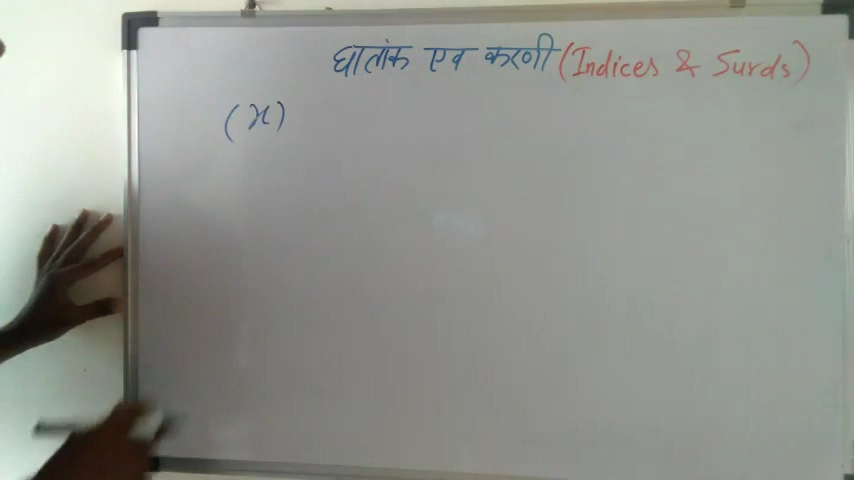 घातांक एव करणी (Indices & Surds)
(x)